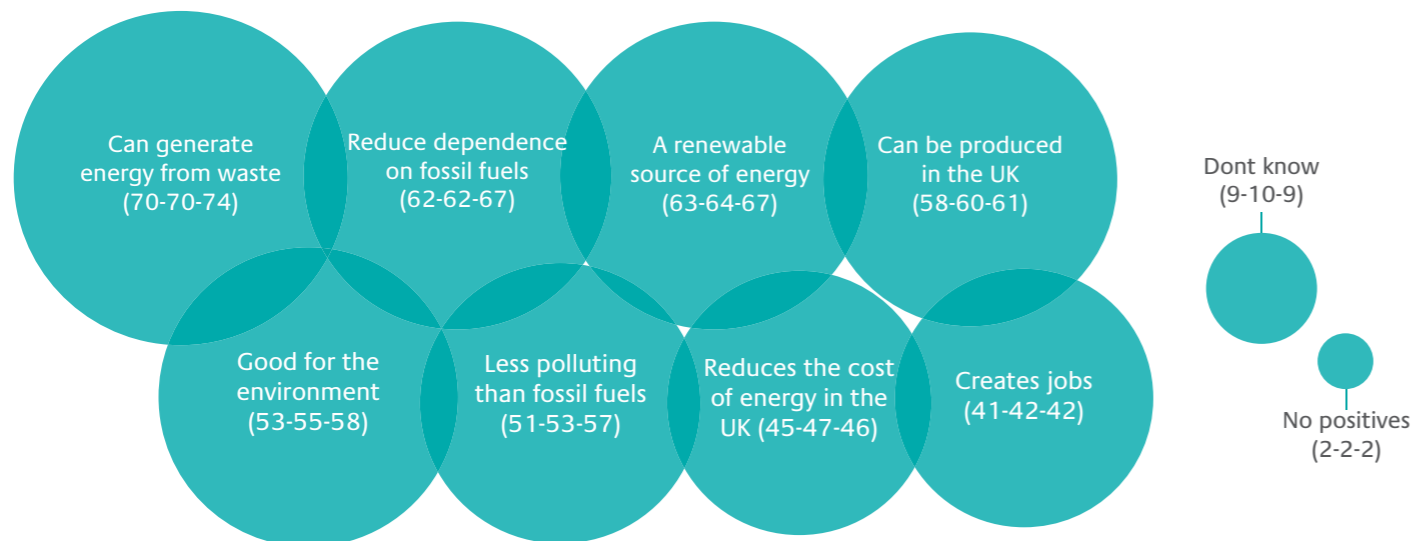 Can generate
energy from waste
(70-70-74)
Reduce dependence
on fossil fuels
(62-62-67)
A renewable
source of energy
(63-64-67)
Can be produced
in the UK
(58-60-61)
Dont know
(9-10-9)
Good for the
environment
(53-55-58)
Less polluting
than fossil fuels
(51-53-57)
Reduces the cost
of energy in the
UK (45-47-46)
Creates jobs
(41-42-42)
No positives
(2-2-2)